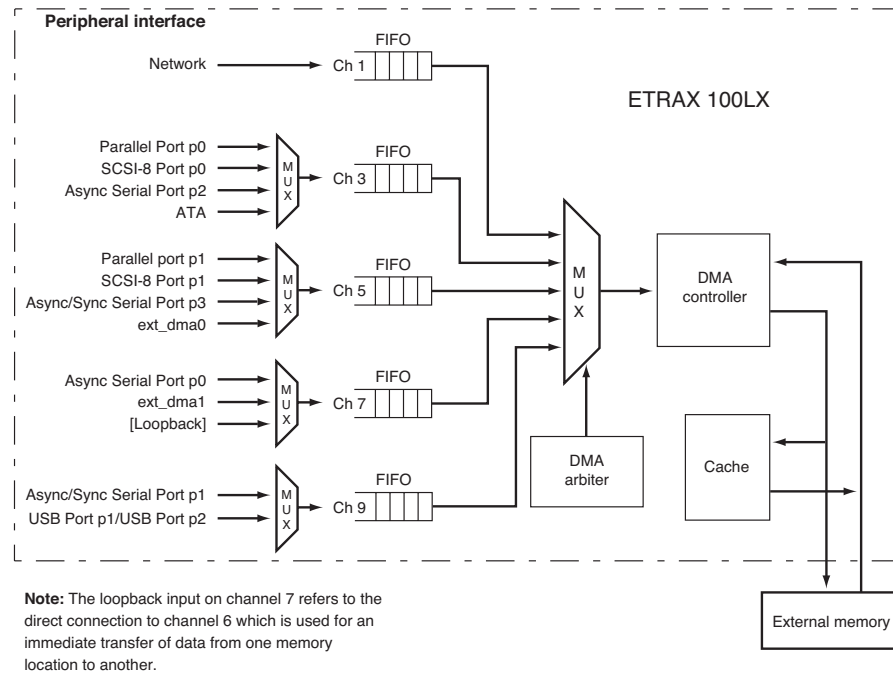 Peripheral interface
FIFO
Network
Ch 1
ETRAX 100LX
Parallel Port p0
SCSI-8 Port p0
Async Serial Port p2
ATA
MUX
FIFO
Ch 3
Parallel port p1
SCSI-8 Port p1
Async/Sync Serial Port p3
ext_dma0
MUX
FIFO
Ch 5
MUX
DMA
controller
Async Serial Port p0
ext_dma1
[Loopback]
MUX
FIFO
Ch 7
DMA
arbiter
Cache
Async/Sync Serial Port p1
USB Port p1/USB Port p2
MUX
FIFO
Ch 9
External memory
Note: The loopback input on channel 7 refers to the
direct connection to channel 6 which is used for an
immediate transfer of data from one memory
location to another.